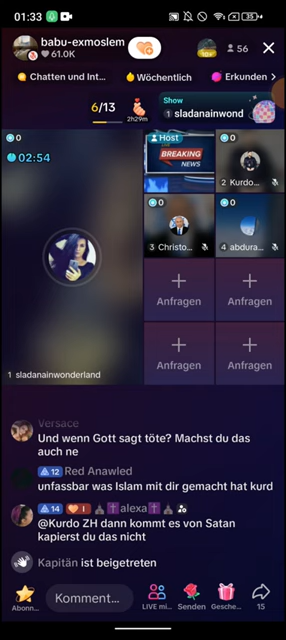 01:33
35
babu-exmoslem
61.0K
56
Chatten und Int...
Wöchentlich
Erkunden
6/13
2h29m
Show
1 sladanainwond
0
02:54
Host
BREAKING
NEWS
0
2 Kurdo...
0
3 Christo...
0
4 abdura...
Anfragen
Anfragen
Anfragen
Anfragen
1 sladanainwonderland
Versace
Und wenn Gott sagt töte? Machst du das
auch ne
12 Red Anawled
unfassbar was Islam mit dir gemacht hat kurd
14 I alexa
@Kurdo ZH dann kommt es von Satan
kapierst du das nicht
Kapitän ist beigetreten
Abonn...
Komment...
LIVE mi...
Senden
Gesche...
15